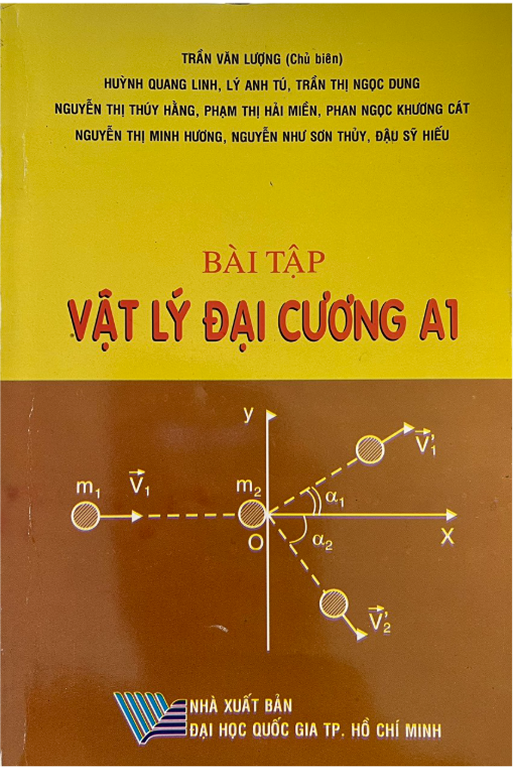 TRẦN VĂN LƯỢNG (Chủ biên)
HUỲNH QUANG LINH, LÝ ANH TÚ, TRẦN THỊ NGỌC DUNG
NGUYỄN THỊ THÚY HẰNG, PHẠM THỊ HẢI MIỀN, PHAN NGỌC KHƯƠNG CÁT
NGUYỄN THỊ MINH HƯƠNG, NGUYỄN NHƯ SƠN THỦY, ĐẬU SỸ HIẾU
BÀI TẬP
VẬT LÝ ĐẠI CƯƠNG A1
y
V⃗'₁
m₁ V⃗₁ m₂ α₁
O α₂ X
V⃗'₂
NHÀ XUẤT BẢN
ĐẠI HỌC QUỐC GIA TP. HỒ CHÍ MINH